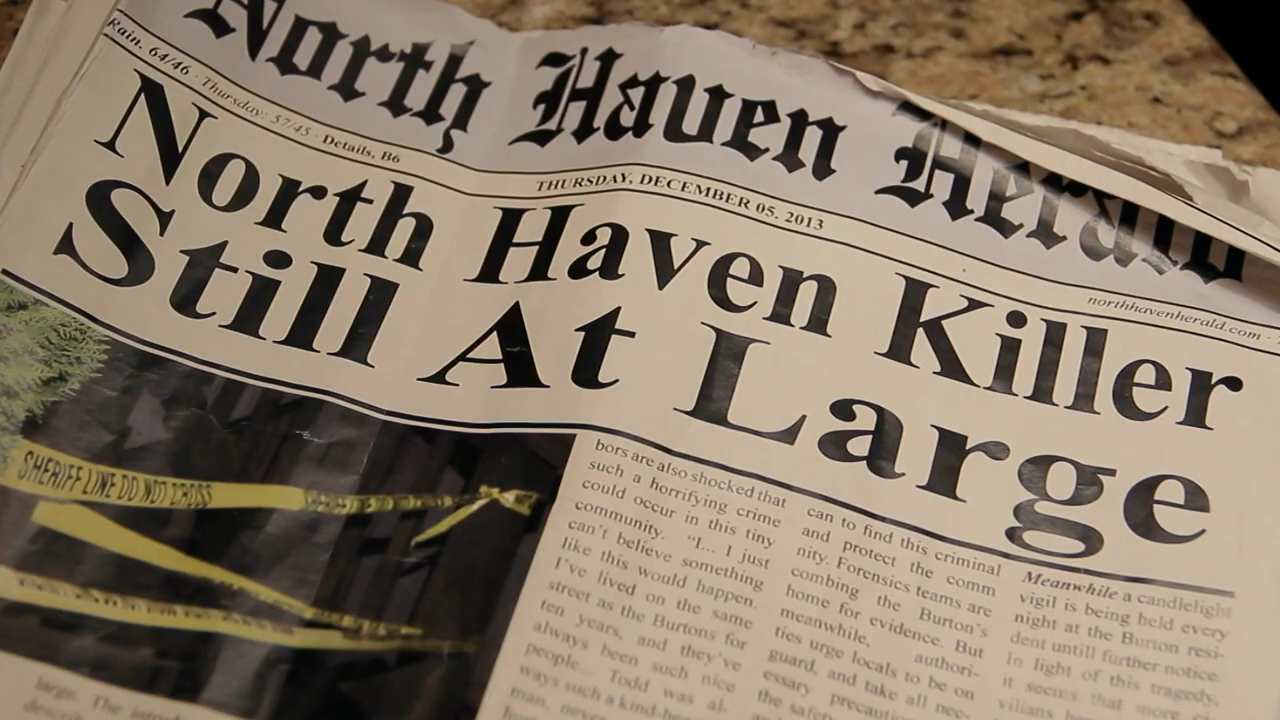 North Haven Herald
Rain. 64/46 · Thursday: 57/45 · Details, B6
THURSDAY, DECEMBER 05. 2013
northhavenherald.com
North Haven Killer
Still At Large
SHERIFF LINE DO NOT CROSS
large. The
bors are also shocked that
such a horrifying crime
could occur in this tiny
community. "I... I just
can't believe something
like this would happen.
I've lived on the same
street as the Burtons for
ten years, and they've
always been such nice
people... Todd was al-
ways such a kind-
man, never
can to find this criminal
and protect the comm
nity. Forensics teams are
combing the Burton's
home for evidence. But
meanwhile, authori-
ties urge locals to be on
guard, and take all nec-
essary
the
Meanwhile a candlelight
vigil is being held every
night at the Burton resi-
dent untill further notice.
In light of this tragedy.
it seems that more